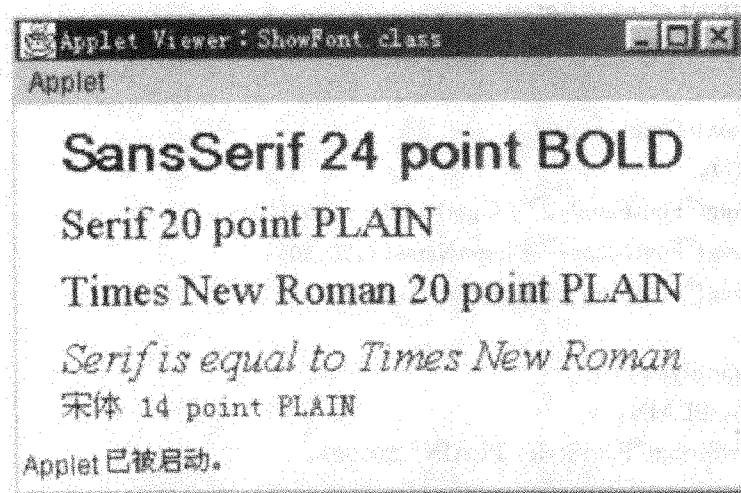 Applet Viewer：ShowFont class
Applet
SansSerif 24 point BOLD
Serif 20 point PLAIN
Times New Roman 20 point PLAIN
Serif is equal to Times New Roman
宋体 14 point PLAIN
Applet 已被启动。